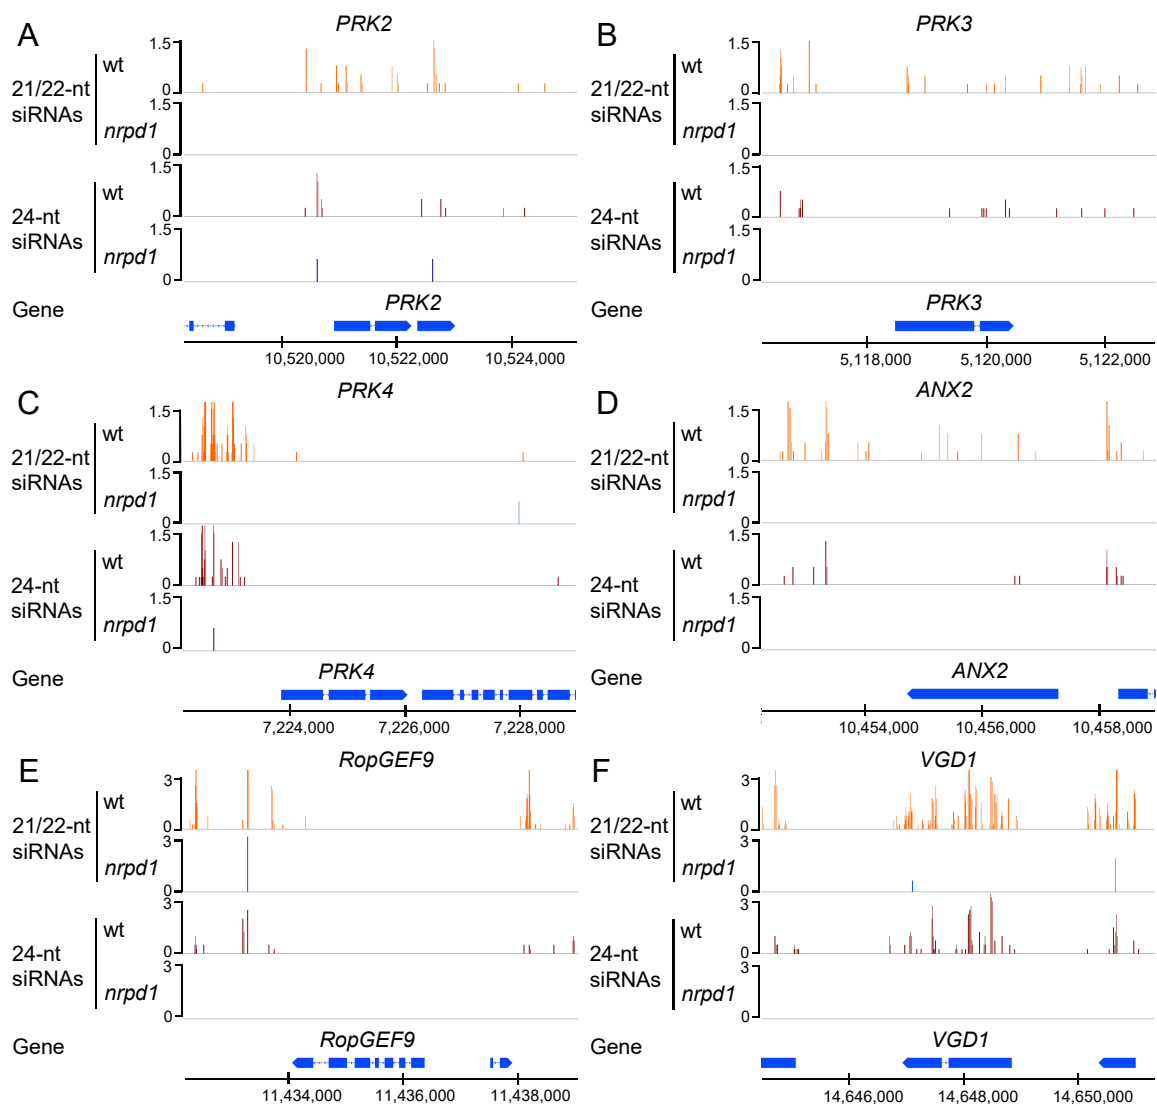 A
PRK2
21/22-nt
siRNAs
wt
1.5
0
nrpd1
1.5
0
24-nt
siRNAs
wt
1.5
0
nrpd1
1.5
0
Gene
PRK2
10,520,000 10,522,000 10,524,000
B
PRK3
21/22-nt
siRNAs
wt
1.5
0
nrpd1
1.5
0
24-nt
siRNAs
wt
1.5
0
nrpd1
1.5
0
Gene
PRK3
5,118,000 5,120,000 5,122,000
C
PRK4
21/22-nt
siRNAs
wt
1.5
0
nrpd1
1.5
0
24-nt
siRNAs
wt
1.5
0
nrpd1
1.5
0
Gene
PRK4
7,224,000 7,226,000 7,228,000
D
ANX2
21/22-nt
siRNAs
wt
1.5
0
nrpd1
1.5
0
24-nt
siRNAs
wt
1.5
0
nrpd1
1.5
0
Gene
ANX2
10,454,000 10,456,000 10,458,000
E
RopGEF9
21/22-nt
siRNAs
wt
3
0
nrpd1
3
0
24-nt
siRNAs
wt
3
0
nrpd1
3
0
Gene
RopGEF9
11,434,000 11,436,000 11,438,000
F
VGD1
21/22-nt
siRNAs
wt
3
0
nrpd1
3
0
24-nt
siRNAs
wt
3
0
nrpd1
3
0
Gene
VGD1
14,646,000 14,648,000 14,650,000